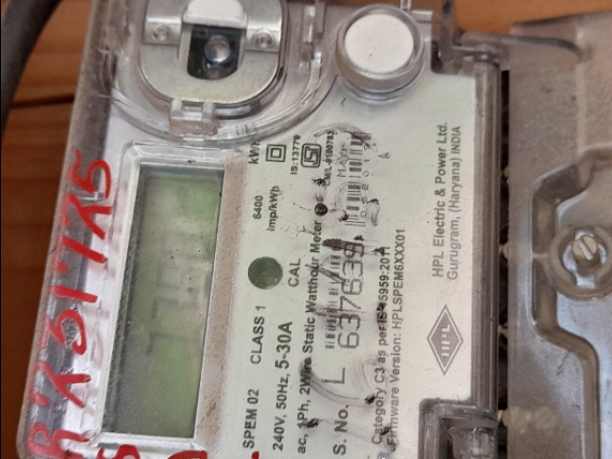 SPEM 02 CLASS 1
6400
imp/kWh
kWh
240V, 50Hz, 5-30A CAL
IS:13779
ac, 1Ph, 2Wire Static Watthour Meter
S. No. L 637639
Category C3 as per IS 15959:2011
Firmware Version: HPLSPEM6XXX01
HPL
HPL Electric & Power Ltd.
Gurugram, (Haryana) INDIA